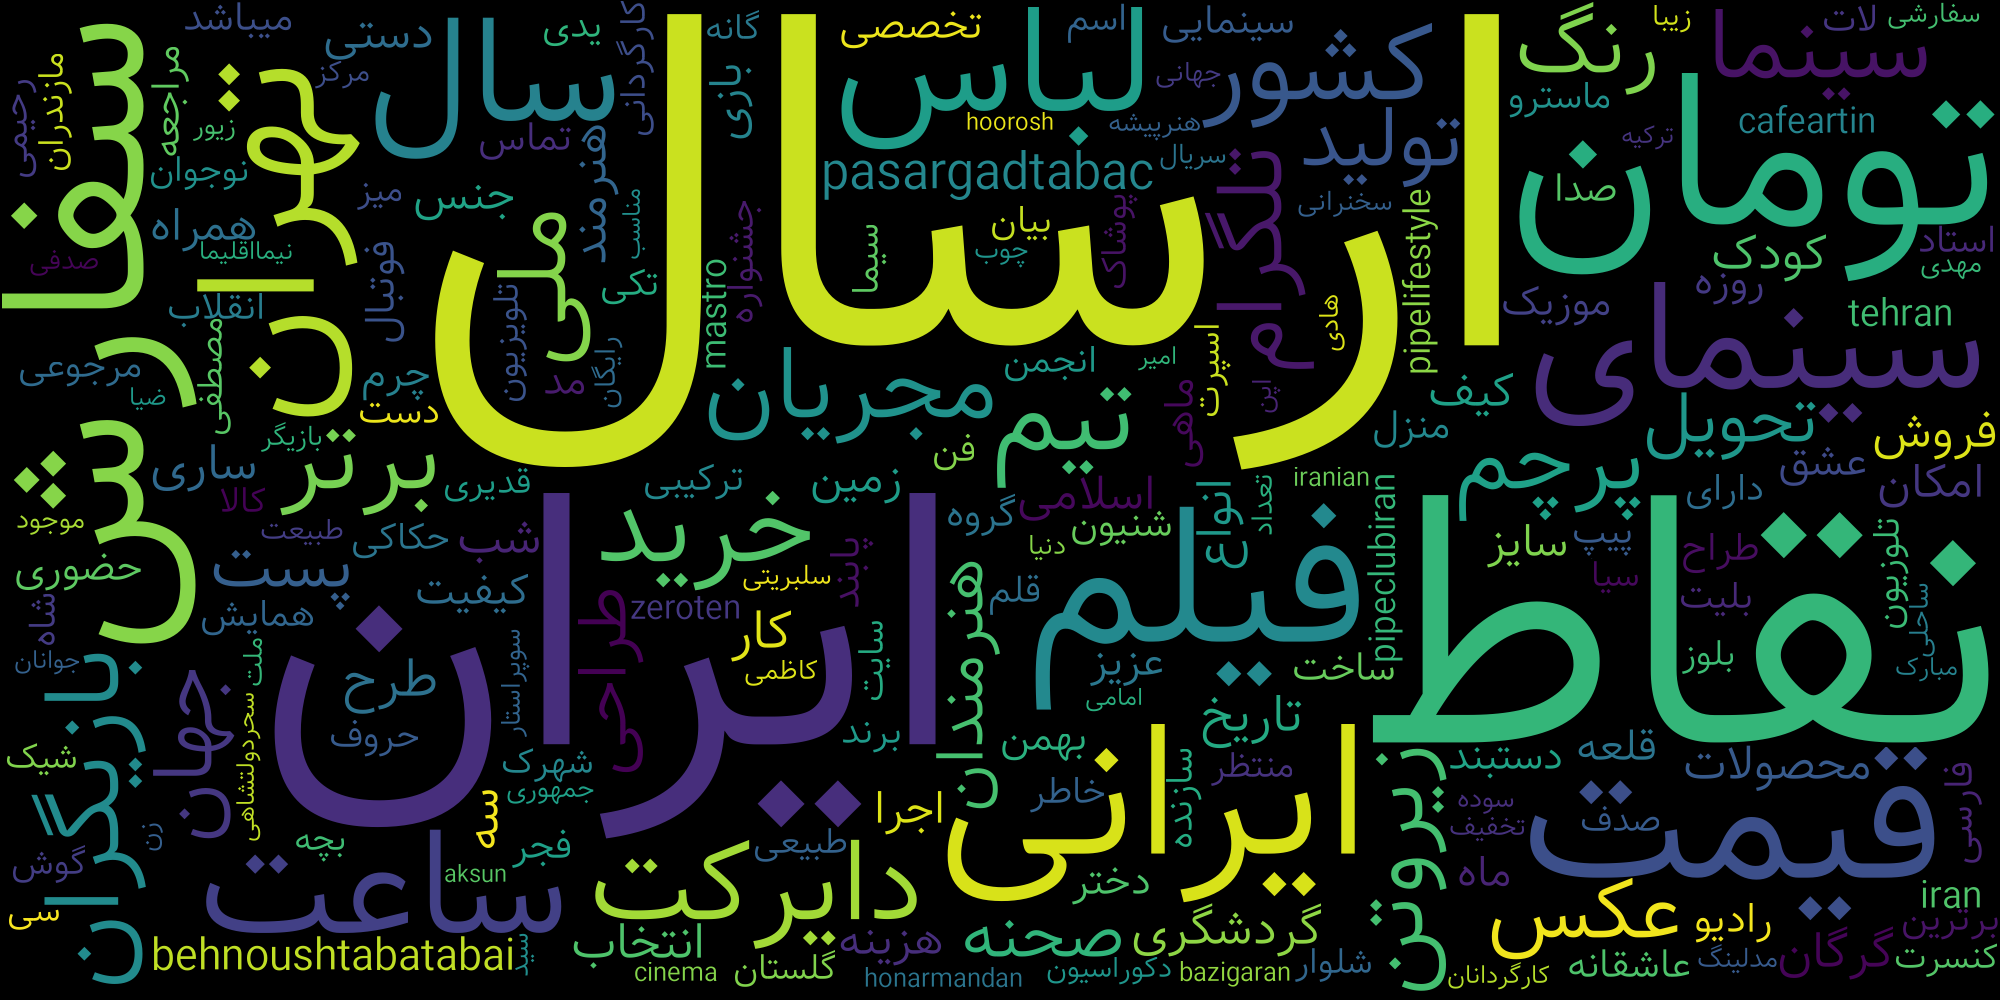 ارسال
نقاط
ایران
تومان
سفارش
تهران
فیلم
ایرانی
قیمت
سینمای
ساعت
دایرکت
سال
لباس
کشور
تولید
رنگ
سینما
خرید
مجریان
تیم
ملی
برتر
پرچم
تحویل
فروش
تلگرام
بازیگران
عکس
صحنه
گردشگری
زیرورن
هنرمندان
طراحی
جهان
پست
کار
طرح
تاریخ
انواع
محصولات
میباشد
دستی
یدی
کارگردانی
گانه
تخصصی
اسم
سینمایی
زیبا
لات
سفارشی
مازندران
مراجعه
رحیمی
مرکز
زیور
تماس
هنرمند
بازی
hoorosh
هنرپیشه
جهانی
ماسترو
ترکیه
cafeartin
صدا
نوجوان
میز
جنس
pasargadtabac
سریال
همراه
نیمااقلیما
صدفی
مناسب
بیان
چوب
سیما
پوشاک
سخنرانی
pipelifestyle
کودک
استاد
مهدی
انقلاب
فوتبال
تلویزیون
تکی
mastro
جشنواره
هادی
موزیک
روزه
tehran
مرجوعی
ضیا
مصطفی
چرم
دست
مد
رایگان
انجمن
امیر
اسپرت
ماهی
اپن
کیف
منزل
بازیگر
ساری
کالا
قدیری
ترکیبی
زمین
فن
iranian
تعداد
عشق
دارای
امکان
موجود
طبیعت
حکاکی
شب
گروه
اسلامی
شنیون
دنیا
سایز
پیپ
طراح
تلوزیون
حضوری
همایش
کیفیت
سلبریتی
پابند
قلم
pipeclubiran
سیا
بلیت
ساحلی
شاه
جوانان
ملت
سحردولتشاهی
حروف
سوپراستار
zeroten
کاظمی
سایت
عزیز
امامی
ساخت
بلوز
مبارک
شیک
شهرک
جمهوری
برند
بهمن
خاطر
سازنده
منتظر
دستبند
قلعه
فارسی
گوش
زن
بچه
سه
فجر
طبیعی
اجرا
سوده
تخفیف
صدف
aksun
دختر
ماه
iran
سی
behnoushtabatabai
سید
انتخاب
هزینه
رادیو
برترین
cinema
گلستان
honarmandan
دکوراسیون
bazigaran
شلوار
کارگردانان
عاشقانه
مدلینگ
گرگان
کنسرت